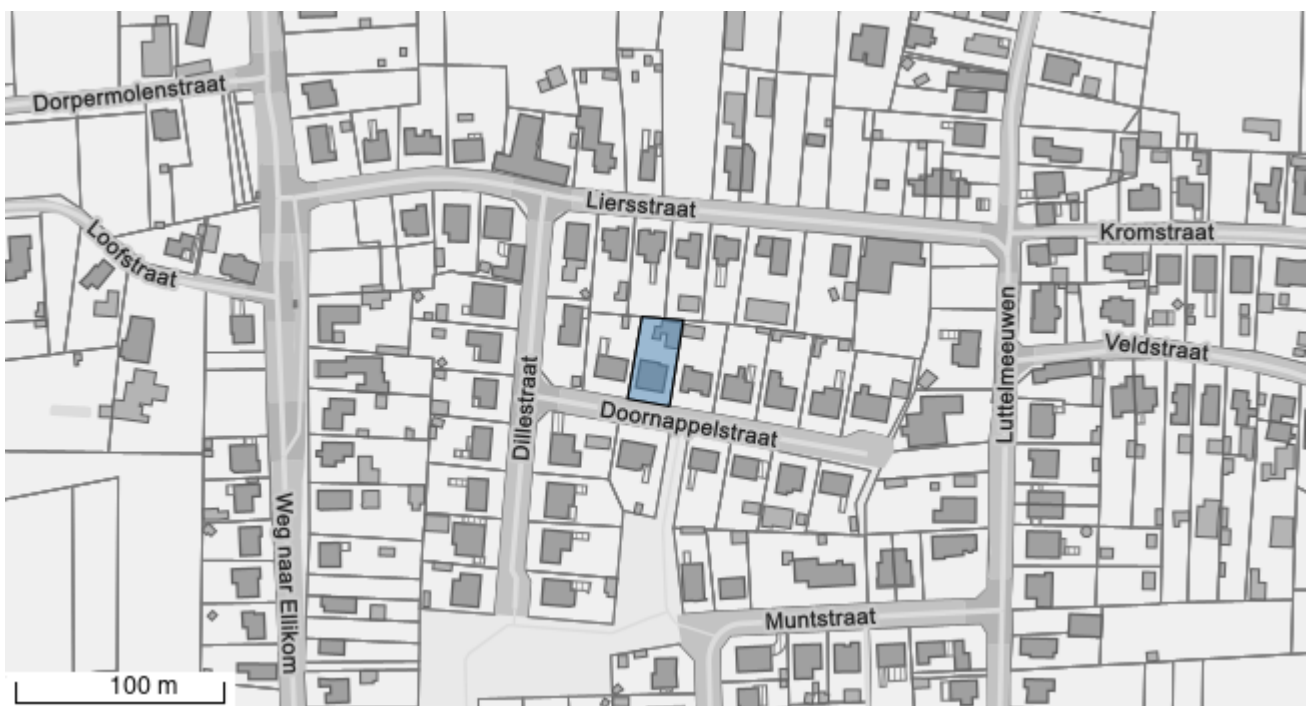 Dorpermolenstraat
Liersstraat
Kromstraat
Loofstraat
Luttelmeeuwen
Veldstraat
Dillestraat
Doornappelstraat
Weg naar Ellikom
Muntstraat
100 m